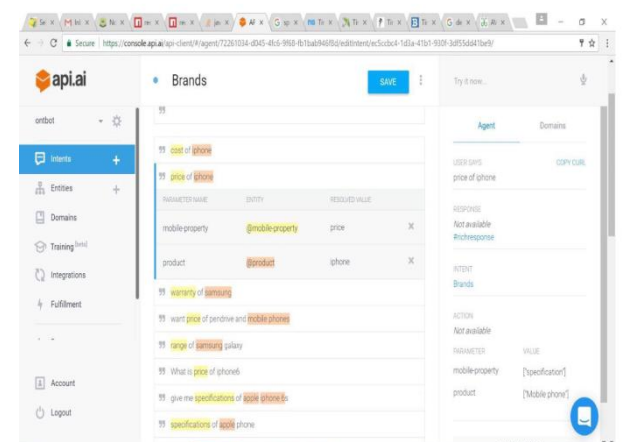 Secure | https://console.api.ai/api-client/#/agent/72261034-d045-4fc6-9f68-fb1bab946f8d/editIntent/
api.ai
Brands
SAVE
Try it now...
ontbot
Agent
Domains
Intents
cost of iphone
USER SAYS
COPY CURL
price of iphone
price of iphone
Entities
PARAMETER NAME
ENTITY
RESOLVED VALUE
RESPONSE
Domains
mobile-property
@mobile-property
price
Not available
#richresponse
Training [beta]
product
@product
iphone
INTENT
Integrations
Brands
warranty of samsung
Fulfillment
want price of pendrive and mobile phones
ACTION
Not available
range of samsung galaxy
PARAMETER
VALUE
What is price of iphone6
mobile-property
["specification"]
Account
give me specifications of apple iphone 6s
product
["Mobile phone"]
Logout
specifications of apple phone